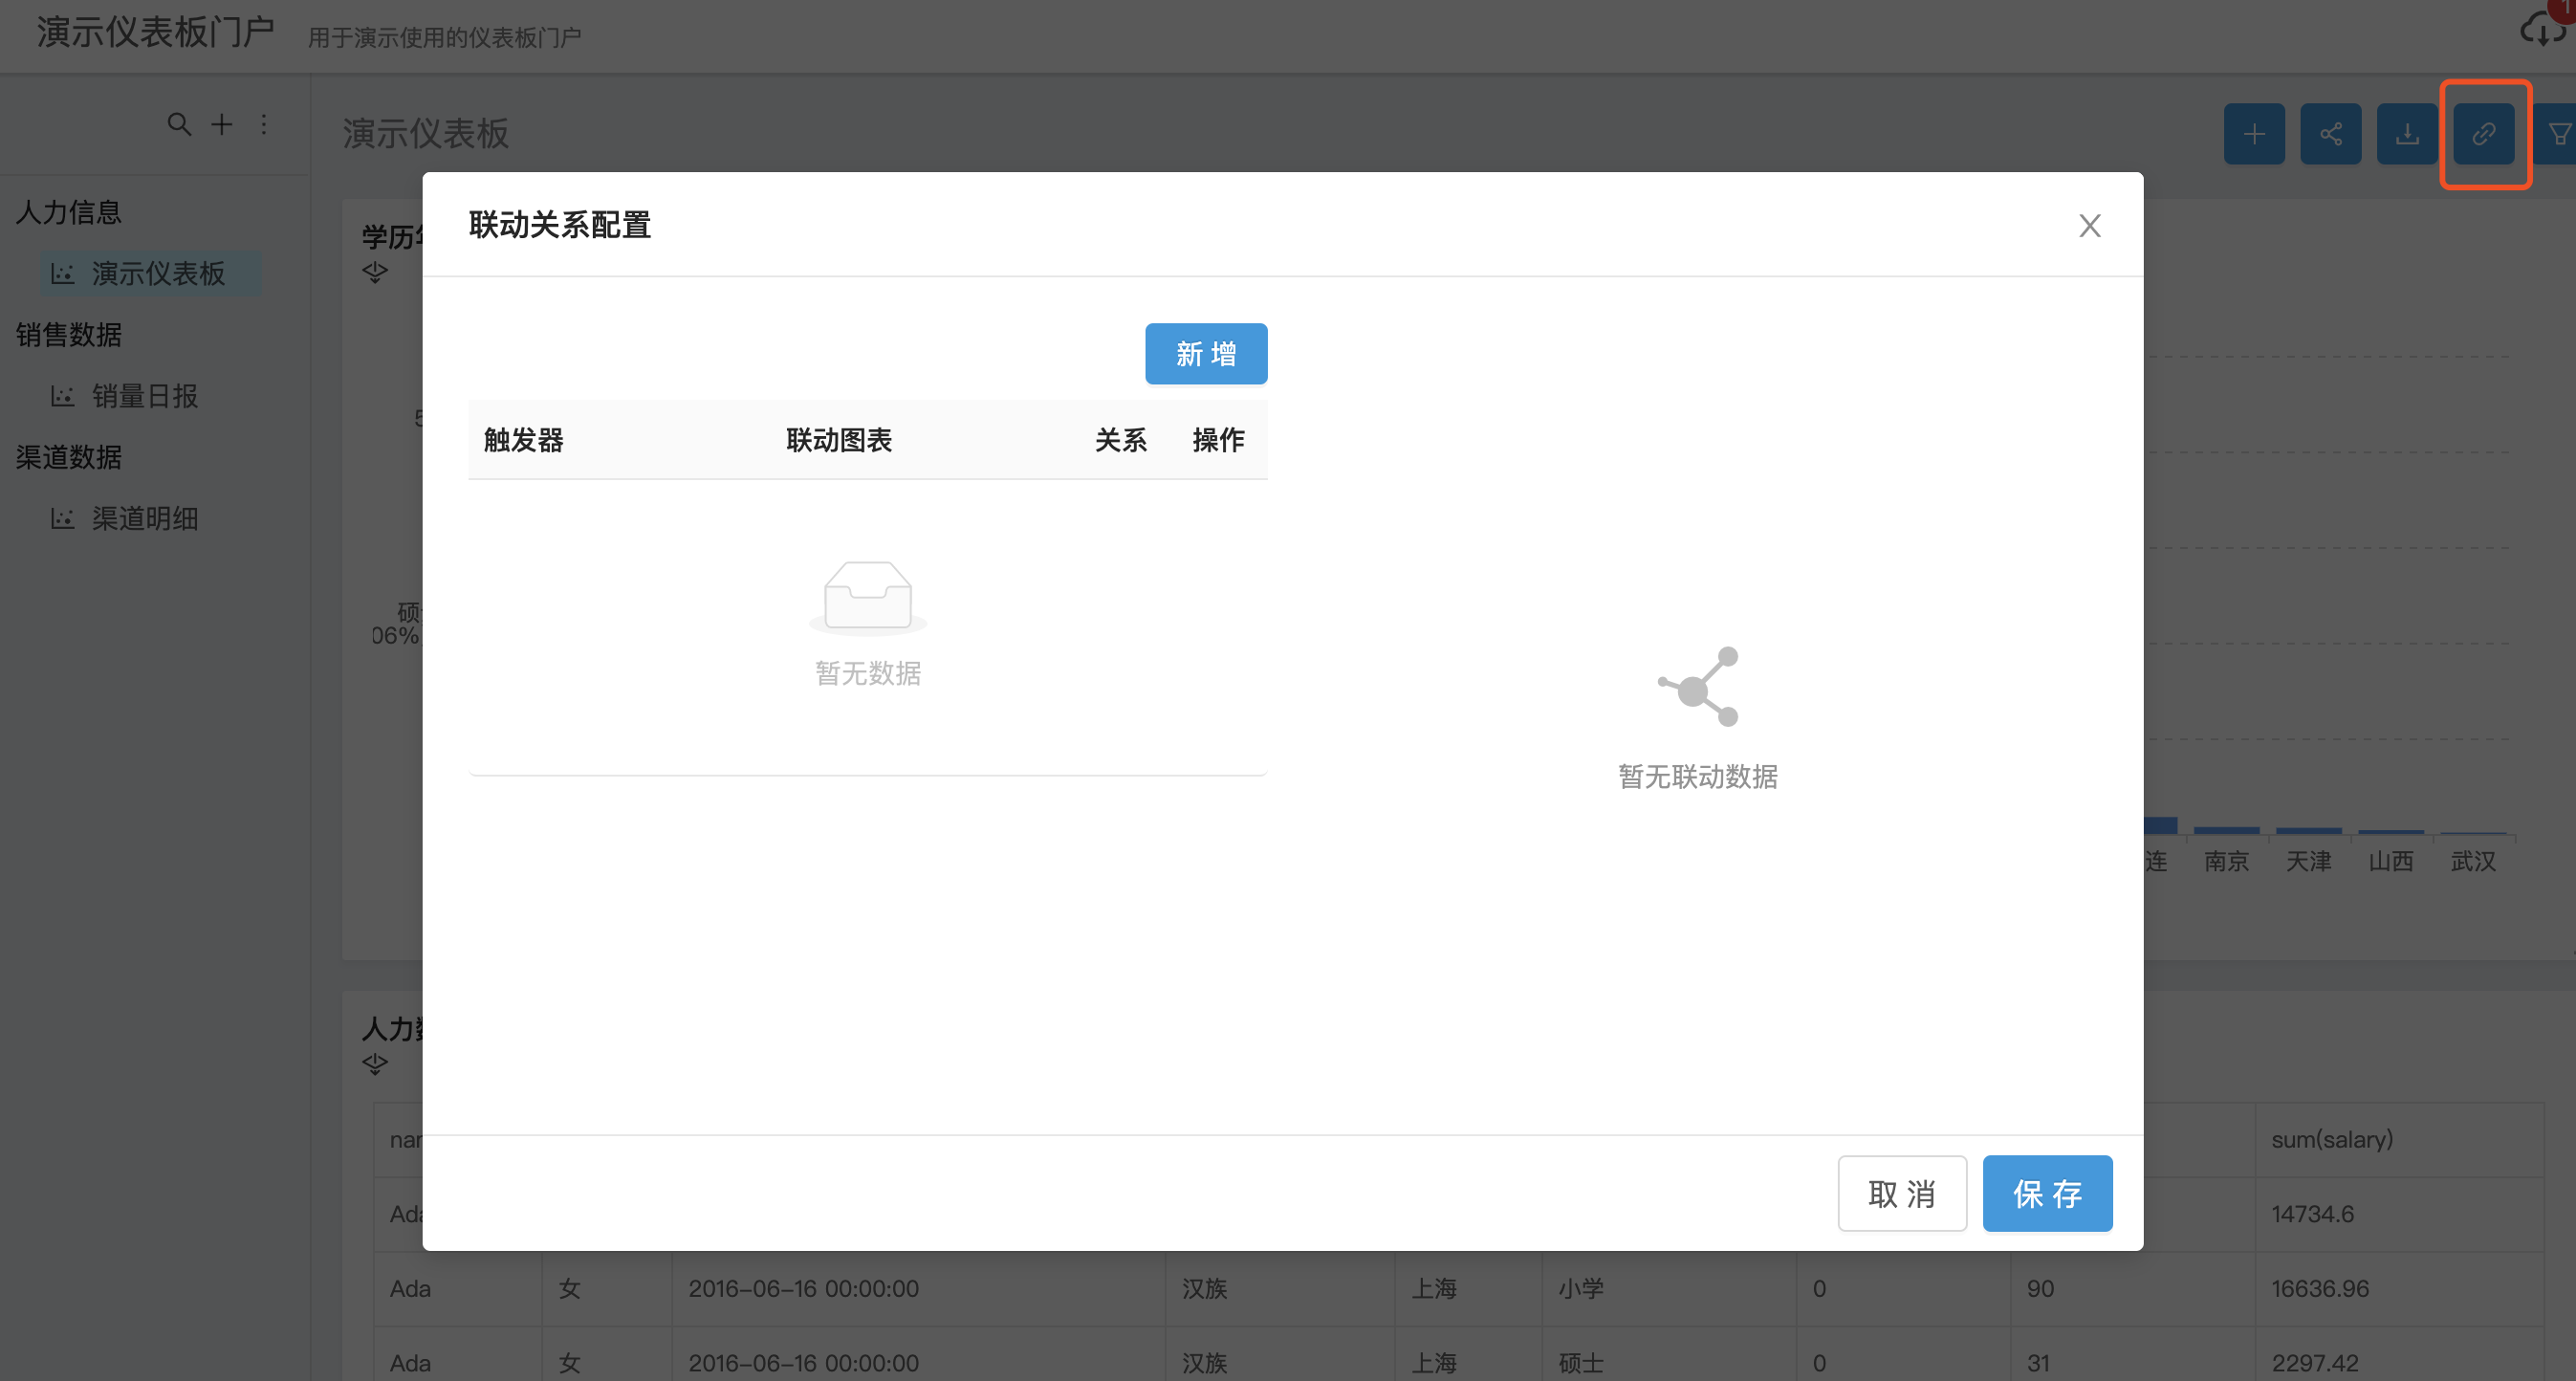 演示仪表板门户 用于演示使用的仪表板门户
1
演示仪表板
人力信息
演示仪表板
销售数据
销量日报
渠道数据
渠道明细
学历
联动关系配置
新 增
触发器 联动图表 关系 操作
暂无数据
暂无联动数据
取 消 保 存
5
硕
06%
连 南京 天津 山西 武汉
人力
sum(salary)
Ada 14734.6
Ada 女 2016-06-16 00:00:00 汉族 上海 小学 0 90 16636.96
Ada 女 2016-06-16 00:00:00 汉族 上海 硕士 0 31 2297.42